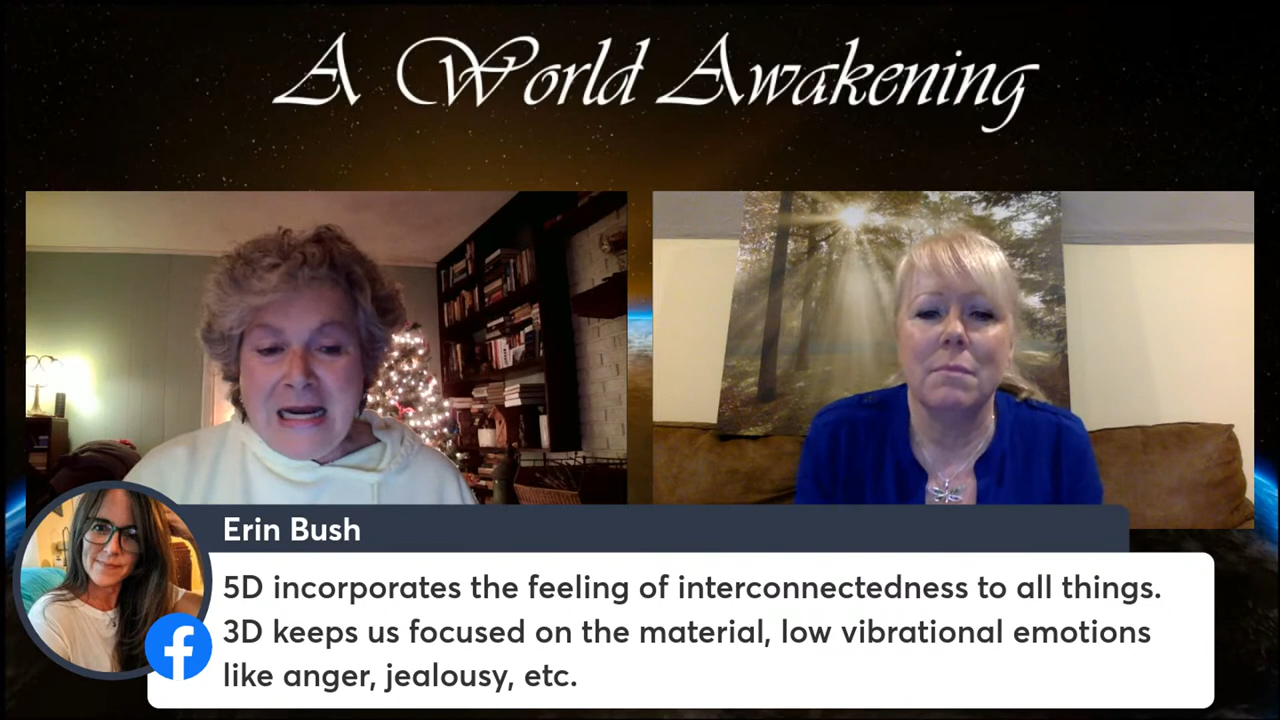 A World Awakening
Erin Bush
5D incorporates the feeling of interconnectedness to all things.
3D keeps us focused on the material, low vibrational emotions
like anger, jealousy, etc.